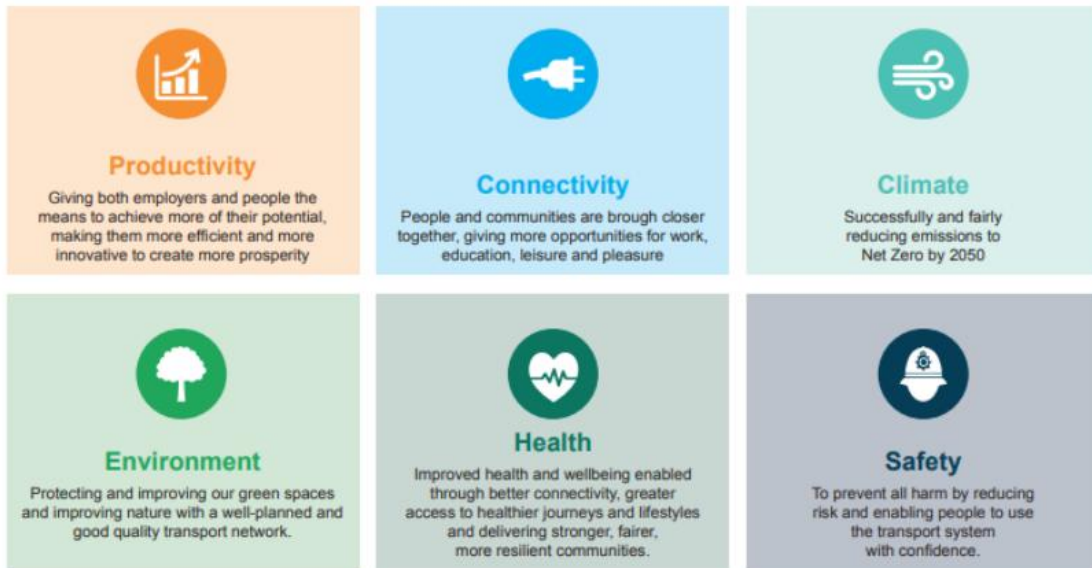 Productivity
Giving both employers and people the
means to achieve more of their potential,
making them more efficient and more
innovative to create more prosperity
Connectivity
People and communities are brough closer
together, giving more opportunities for work,
education, leisure and pleasure
Climate
Successfully and fairly
reducing emissions to
Net Zero by 2050
Environment
Protecting and improving our green spaces
and improving nature with a well-planned and
good quality transport network.
Health
Improved health and wellbeing enabled
through better connectivity, greater
access to healthier journeys and lifestyles
and delivering stronger, fairer,
more resilient communities.
Safety
To prevent all harm by reducing
risk and enabling people to use
the transport system
with confidence.